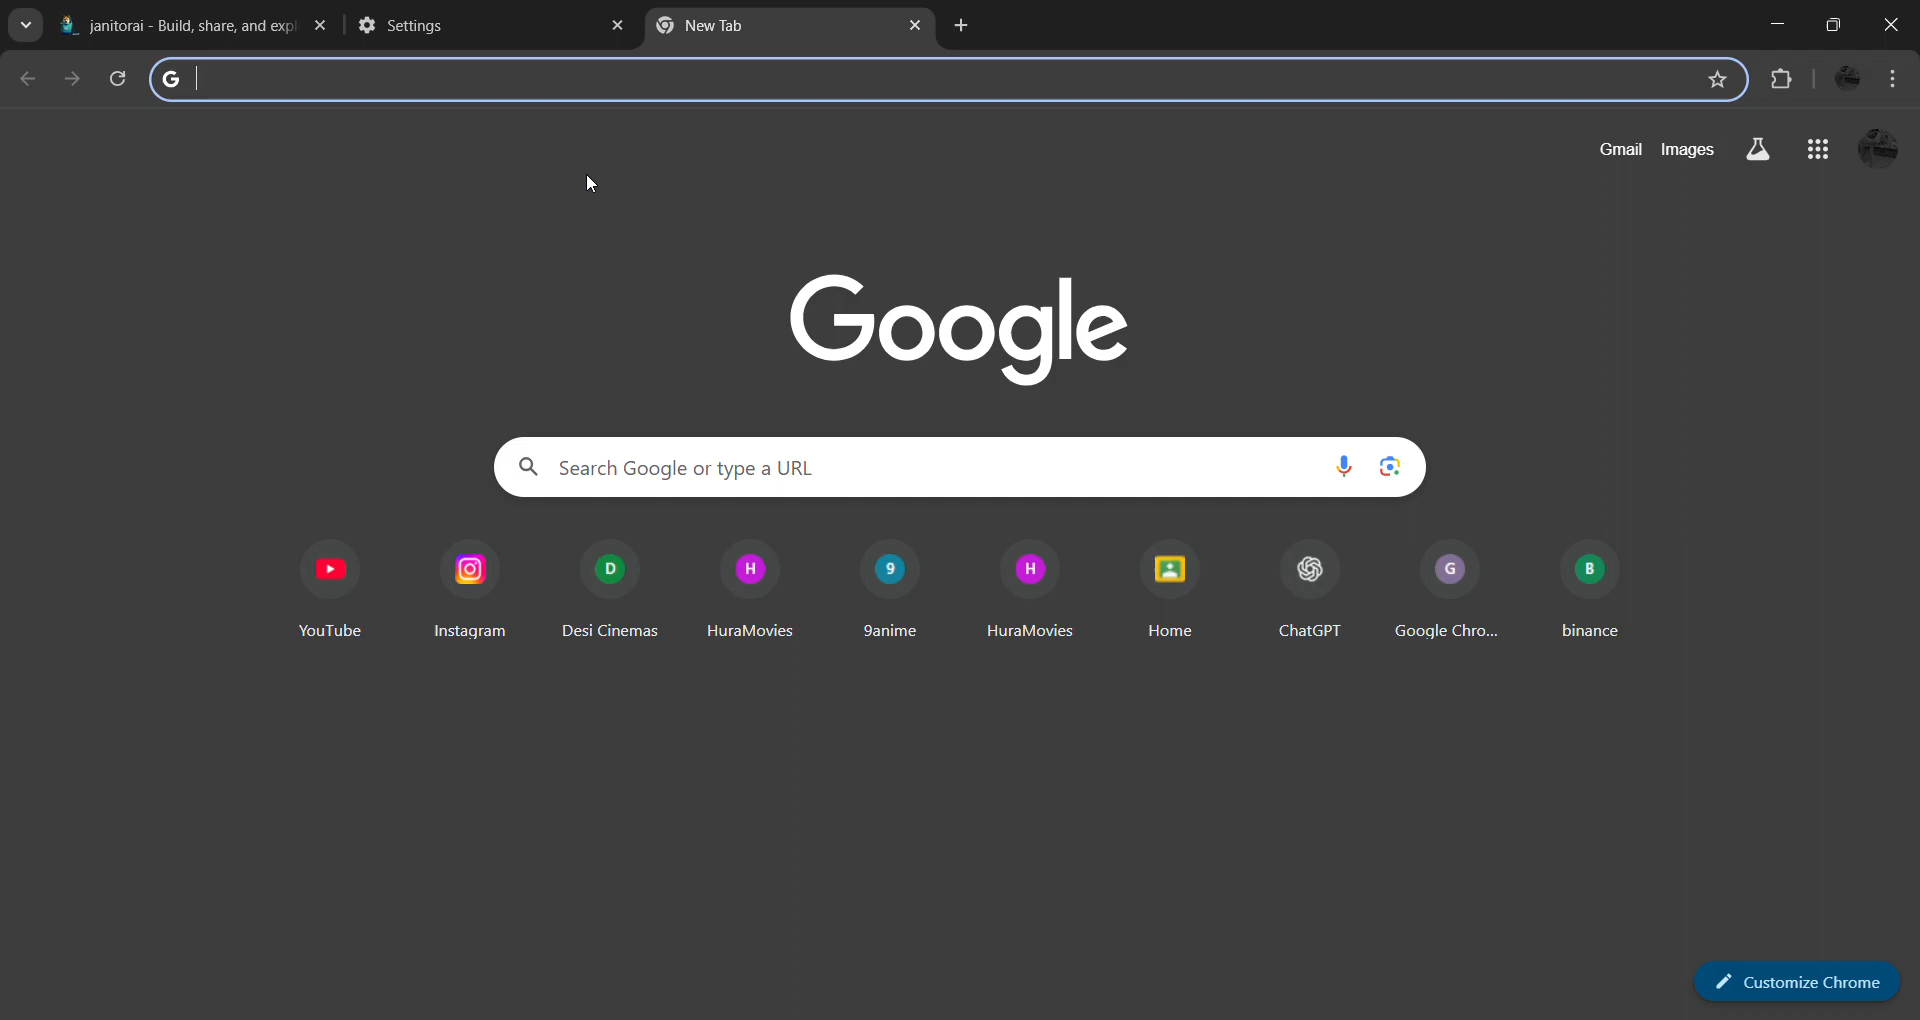 janitorai - Build, share, and expl
Settings
New Tab
Gmail Images
Google
Search Google or type a URL
D H 9 H G B
YouTube Instagram Desi Cinemas HuraMovies 9anime HuraMovies Home ChatGPT Google Chro... binance
Customize Chrome